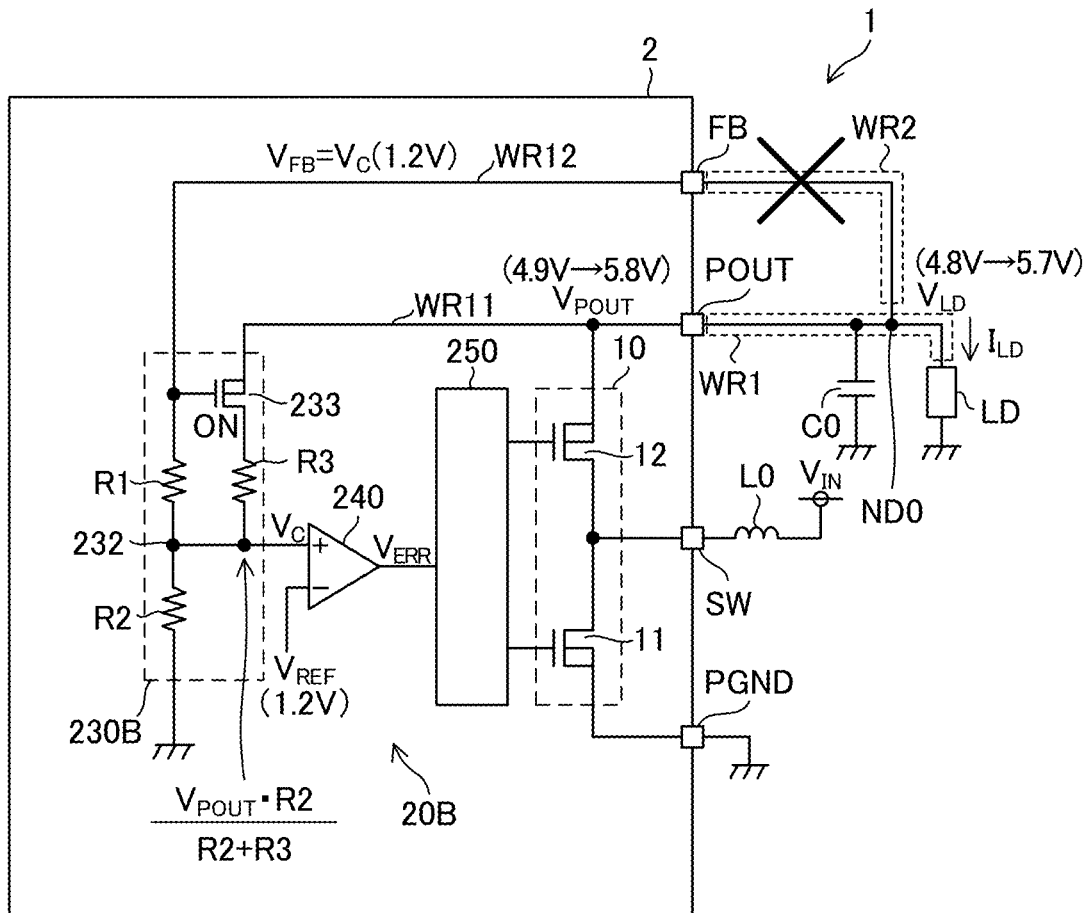 1
2
FB
WR2
V_FB=V_C(1.2V)
WR12
(4.9V→5.8V)
V_POUT
POUT
(4.8V→5.7V)
V_LD
WR11
I_LD
250
10
WR1
233
ON
C0
LD
12
R1
R3
L0
V_IN
ND0
240
232
V_C
+
V_ERR
−
SW
R2
11
V_REF
(1.2V)
PGND
230B
20B
V_POUT・R2
R2+R3